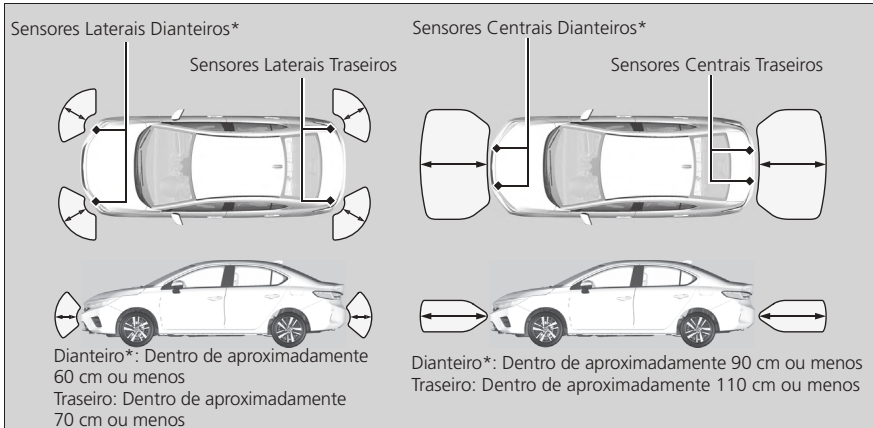 Sensores Laterais Dianteiros*
Sensores Laterais Traseiros
Dianteiro*: Dentro de aproximadamente
60 cm ou menos
Traseiro: Dentro de aproximadamente
70 cm ou menos
Sensores Centrais Dianteiros*
Sensores Centrais Traseiros
Dianteiro*: Dentro de aproximadamente 90 cm ou menos
Traseiro: Dentro de aproximadamente 110 cm ou menos